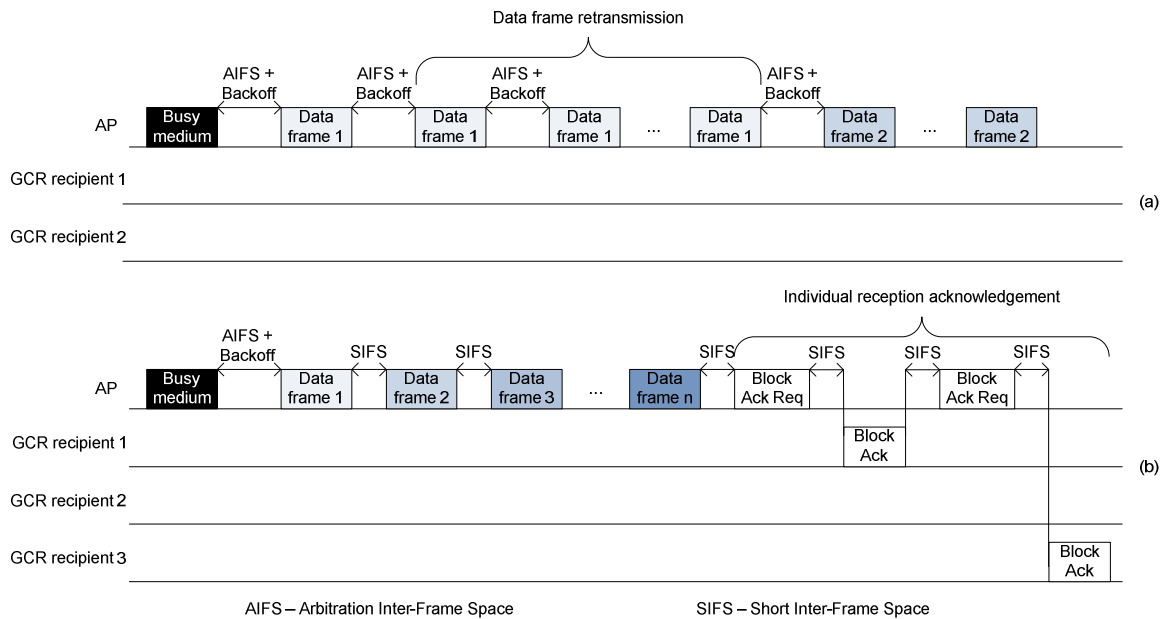 Data frame retransmission
AIFS +
Backoff
AIFS +
Backoff
AIFS +
Backoff
AIFS +
Backoff
AP
Busy
medium
Data
frame 1
Data
frame 1
Data
frame 1
...
Data
frame 1
Data
frame 2
...
Data
frame 2
GCR recipient 1
(a)
GCR recipient 2
Individual reception acknowledgement
AIFS +
Backoff
SIFS
SIFS
SIFS
SIFS
SIFS
SIFS
AP
Busy
medium
Data
frame 1
Data
frame 2
Data
frame 3
...
Data
frame n
Block
Ack Req
Block
Ack Req
GCR recipient 1
Block
Ack
(b)
GCR recipient 2
GCR recipient 3
Block
Ack
AIFS – Arbitration Inter-Frame Space
SIFS – Short Inter-Frame Space